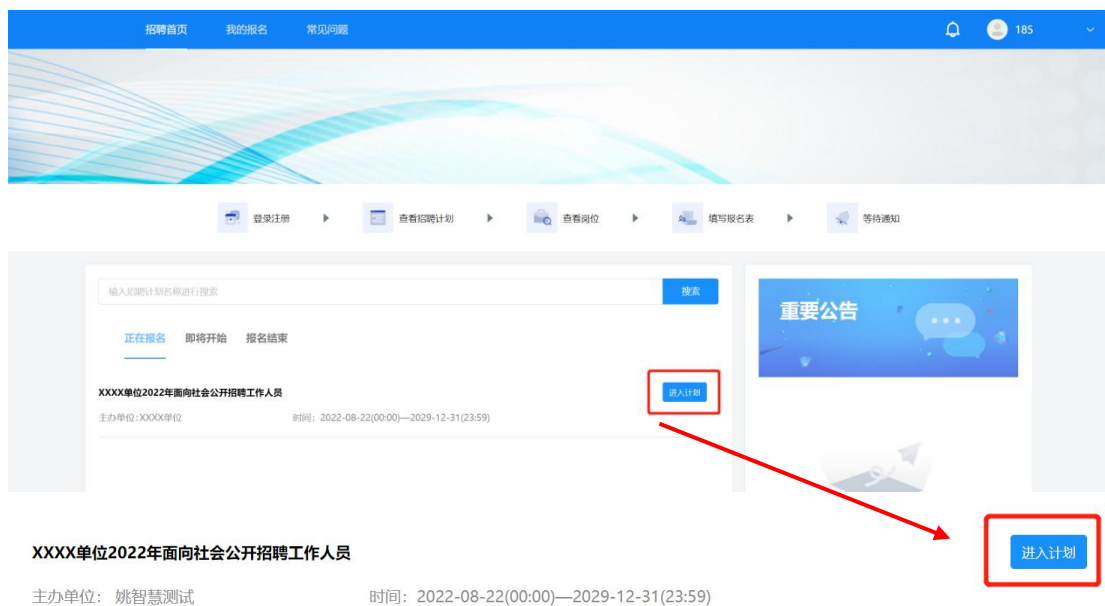 招聘首页 我的报名 常见问题 185
登录注册 查看招聘计划 查看岗位 填写报名表 等待通知
输入招聘计划名称进行搜索 搜索
重要公告
正在报名 即将开始 报名结束
XXXX单位2022年面向社会公开招聘工作人员 进入计划
主办单位:XXXX单位 时间：2022-08-22(00:00)—2029-12-31(23:59)
XXXX单位2022年面向社会公开招聘工作人员 进入计划
主办单位： 姚智慧测试 时间：2022-08-22(00:00)—2029-12-31(23:59)